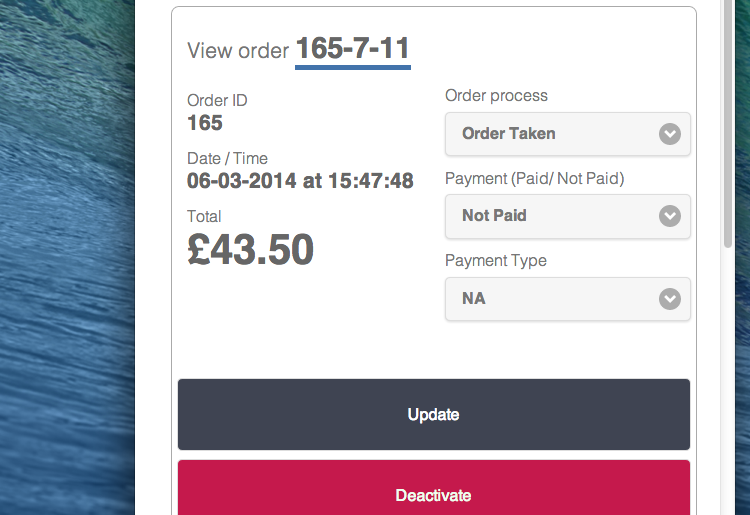 View order 165-7-11
Order ID
165
Date / Time
06-03-2014 at 15:47:48
Total
£43.50
Order process
Order Taken
Payment (Paid/ Not Paid)
Not Paid
Payment Type
NA
Update
Deactivate